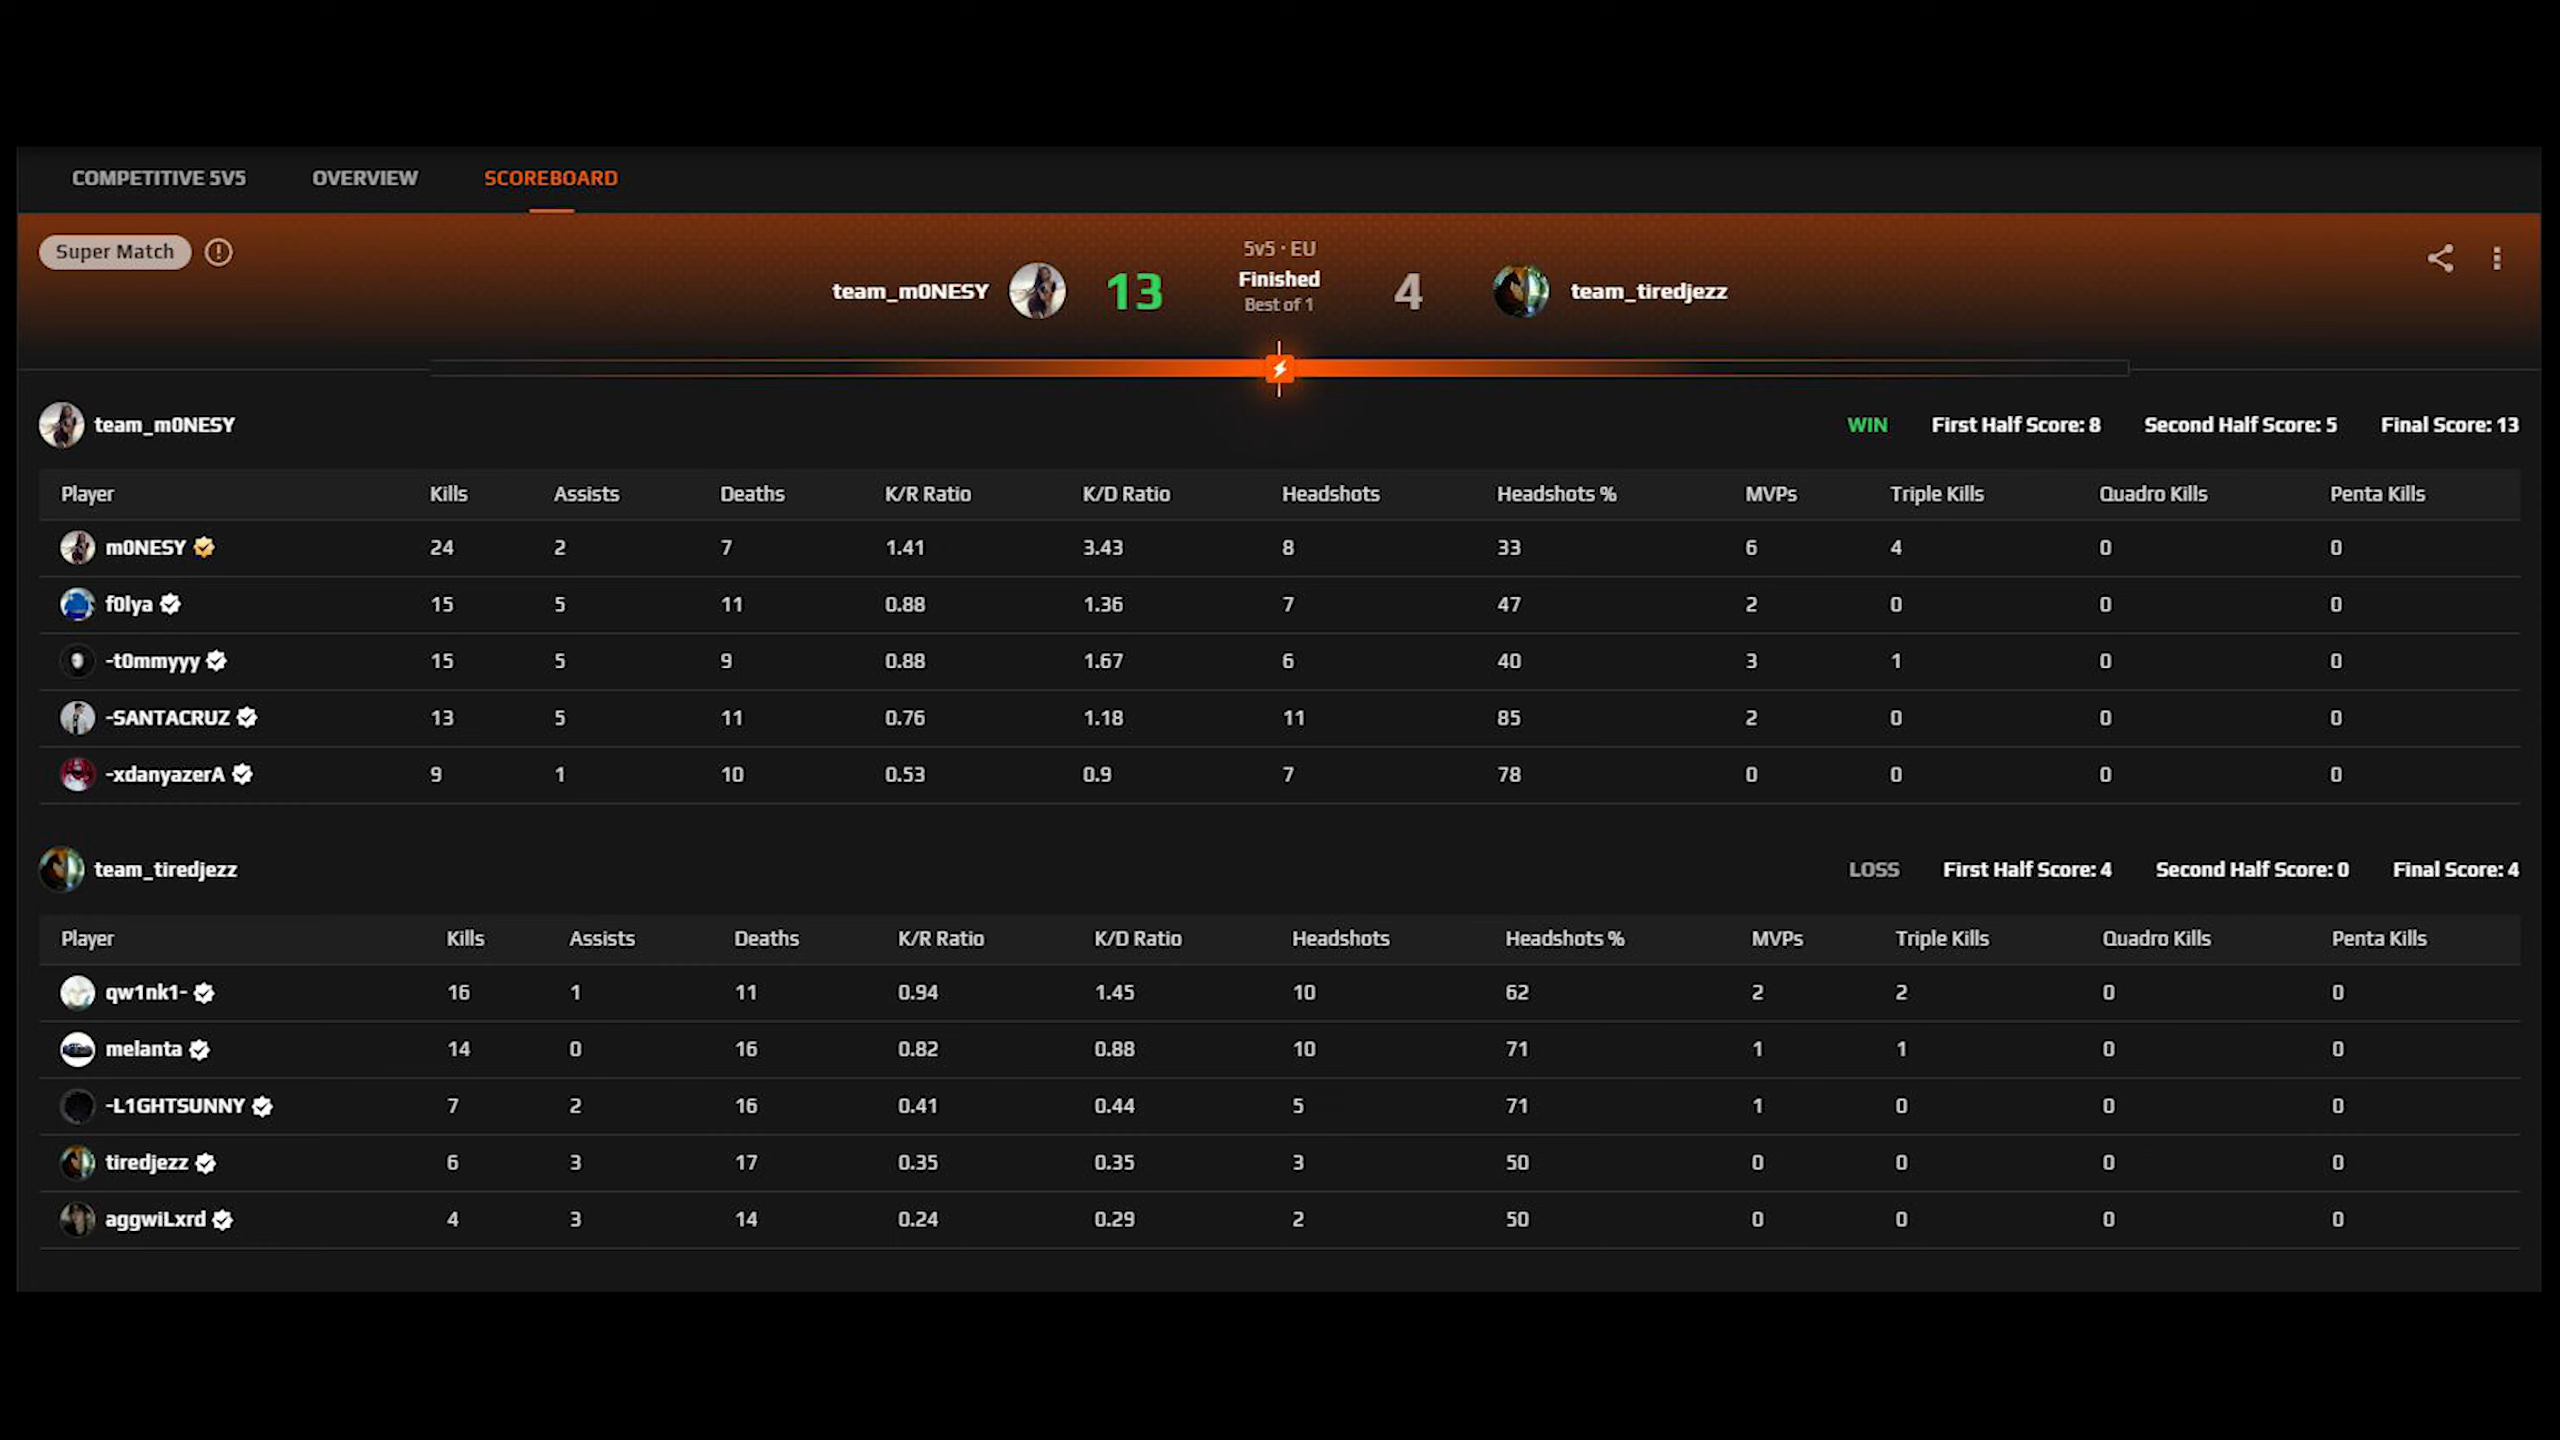 COMPETITIVE 5V5 OVERVIEW SCOREBOARD
Super Match
5v5 · EU
team_m0NESY 13 Finished 4 team_tiredjezz
Best of 1
team_m0NESY WIN First Half Score: 8 Second Half Score: 5 Final Score: 13
Player Kills Assists Deaths K/R Ratio K/D Ratio Headshots Headshots % MVPs Triple Kills Quadro Kills Penta Kills
m0NESY 24 2 7 1.41 3.43 8 33 6 4 0 0
f0lya 15 5 11 0.88 1.36 7 47 2 0 0 0
-t0mmyyy 15 5 9 0.88 1.67 6 40 3 1 0 0
-SANTACRUZ 13 5 11 0.76 1.18 11 85 2 0 0 0
-xdanyazerA 9 1 10 0.53 0.9 7 78 0 0 0 0
team_tiredjezz LOSS First Half Score: 4 Second Half Score: 0 Final Score: 4
Player Kills Assists Deaths K/R Ratio K/D Ratio Headshots Headshots % MVPs Triple Kills Quadro Kills Penta Kills
qw1nk1- 16 1 11 0.94 1.45 10 62 2 2 0 0
melanta 14 0 16 0.82 0.88 10 71 1 1 0 0
-L1GHTSUNNY 7 2 16 0.41 0.44 5 71 1 0 0 0
tiredjezz 6 3 17 0.35 0.35 3 50 0 0 0 0
aggwiLxrd 4 3 14 0.24 0.29 2 50 0 0 0 0